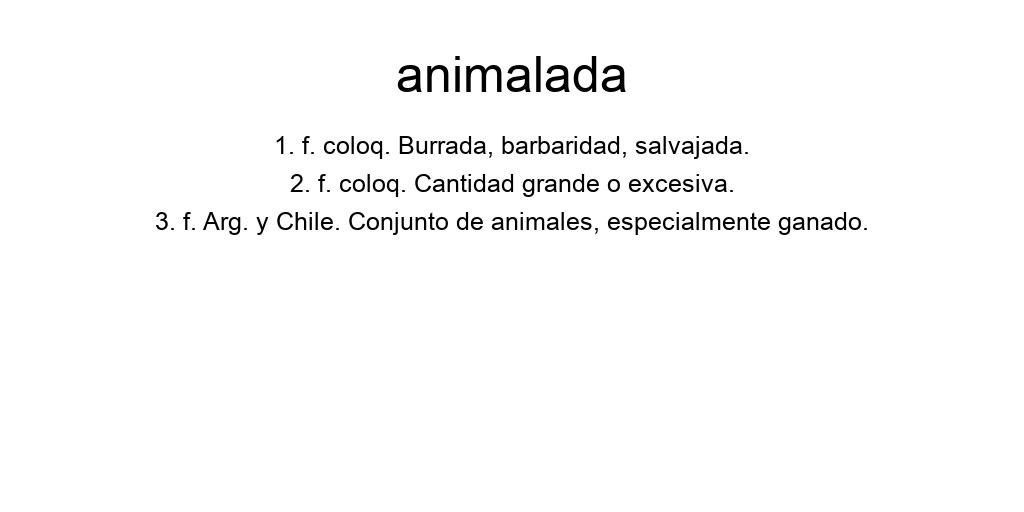 animalada
1. f. coloq. Burrada, barbaridad, salvajada.
2. f. coloq. Cantidad grande o excesiva.
3. f. Arg. y Chile. Conjunto de animales, especialmente ganado.